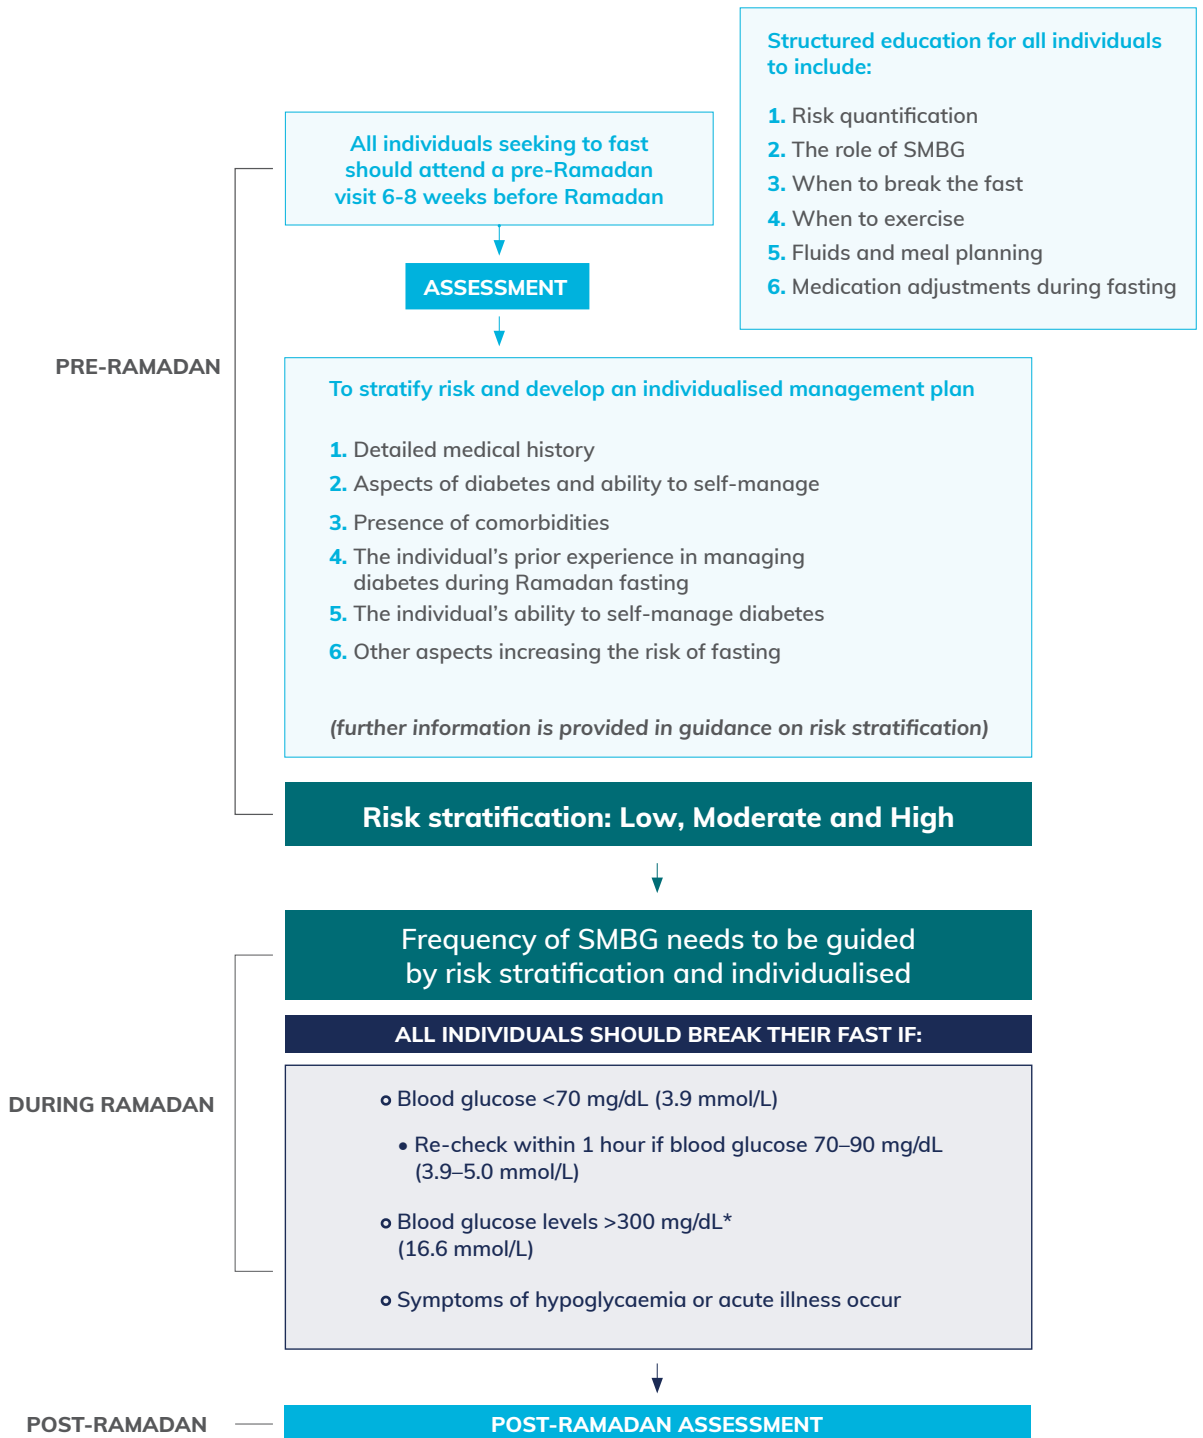 Structured education for all individuals
to include:
1. Risk quantification
2. The role of SMBG
3. When to break the fast
4. When to exercise
5. Fluids and meal planning
6. Medication adjustments during fasting
All individuals seeking to fast
should attend a pre-Ramadan
visit 6-8 weeks before Ramadan
ASSESSMENT
PRE-RAMADAN
To stratify risk and develop an individualised management plan
1. Detailed medical history
2. Aspects of diabetes and ability to self-manage
3. Presence of comorbidities
4. The individual’s prior experience in managing
diabetes during Ramadan fasting
5. The individual’s ability to self-manage diabetes
6. Other aspects increasing the risk of fasting
(further information is provided in guidance on risk stratification)
Risk stratification: Low, Moderate and High
Frequency of SMBG needs to be guided
by risk stratification and individualised
ALL INDIVIDUALS SHOULD BREAK THEIR FAST IF:
DURING RAMADAN
Blood glucose <70 mg/dL (3.9 mmol/L)
• Re-check within 1 hour if blood glucose 70–90 mg/dL
(3.9–5.0 mmol/L)
Blood glucose levels >300 mg/dL*
(16.6 mmol/L)
Symptoms of hypoglycaemia or acute illness occur
POST-RAMADAN
POST-RAMADAN ASSESSMENT